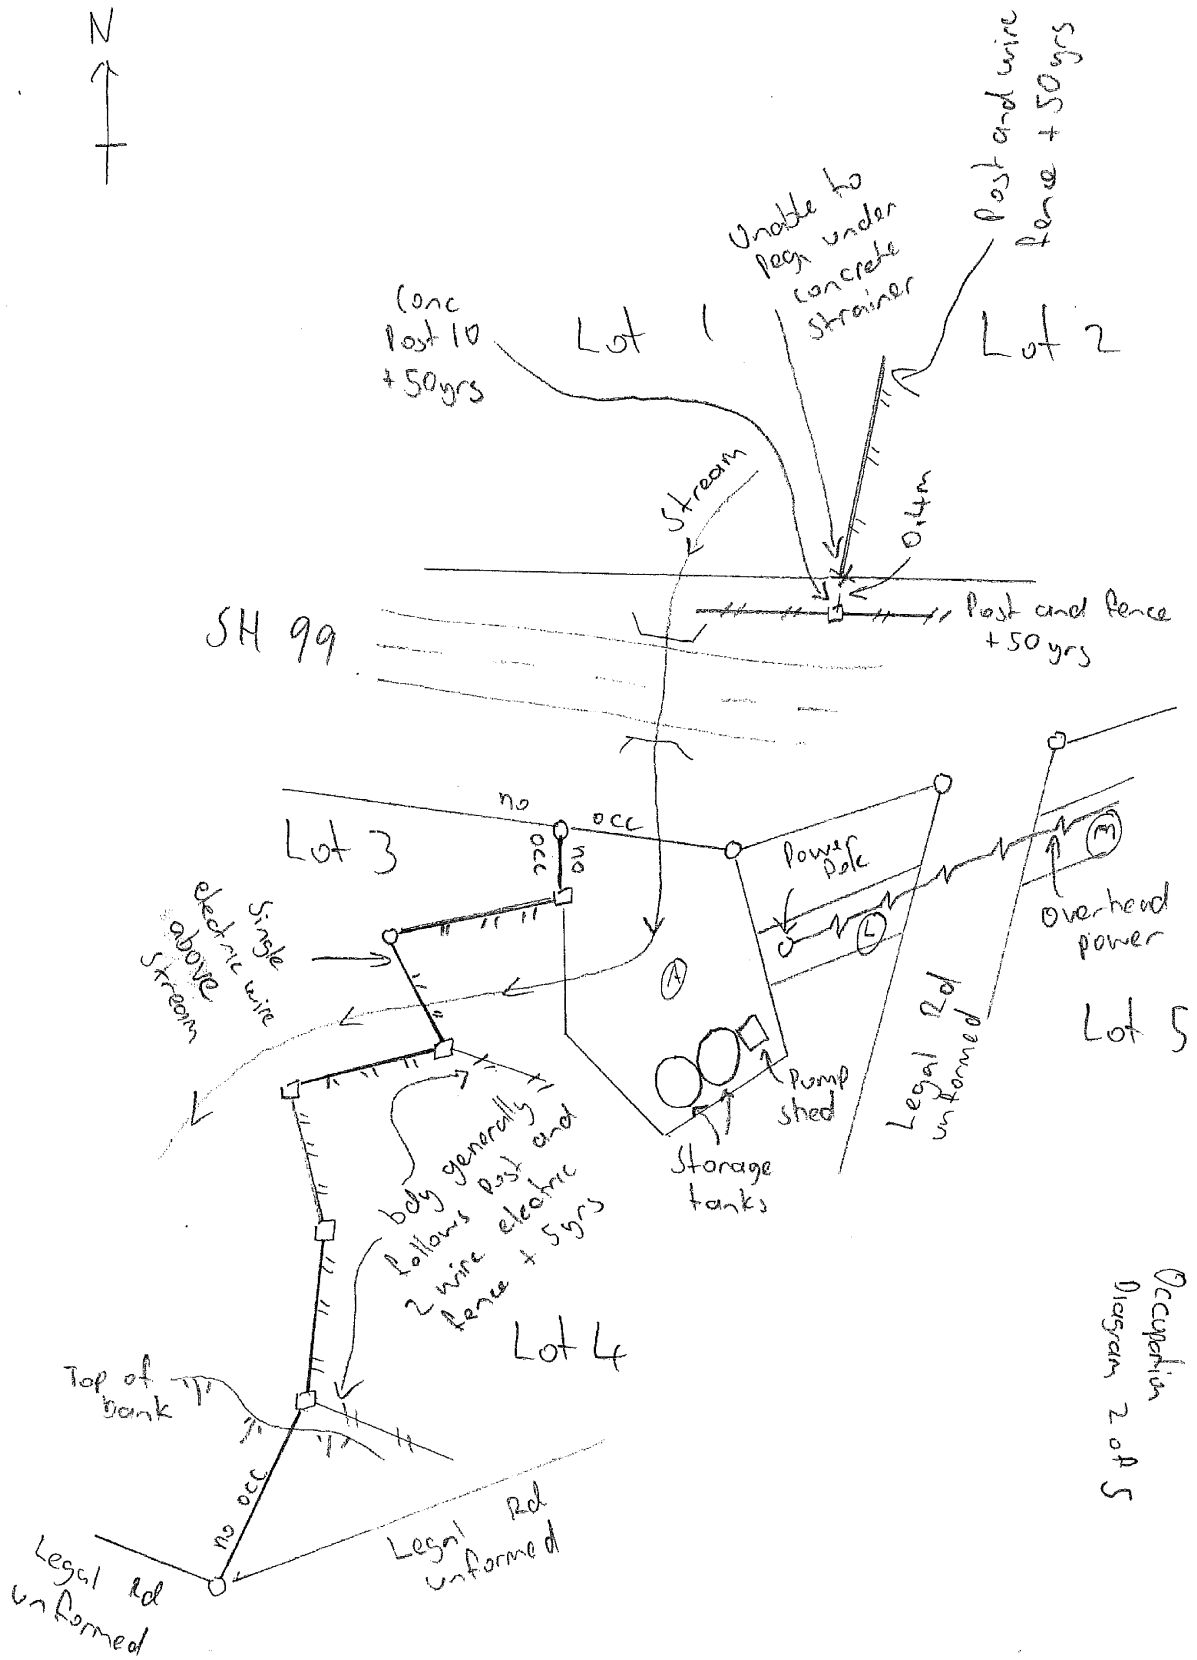 N
Post and wire
fence + 50yrs
Unable to
peg under
concrete
strainer
Conc
Post 10
+ 50yrs
Lot 1
Lot 2
Stream
0.4m
SH 99
Post and fence
+50 yrs
no occ
Lot 3
no
occ
Power
Pole
M
Overhead
power
L
Single
electric wire
above
stream
A
Lot 5
Legal Rd
unformed
Pump
shed
Storage
tanks
bdy generally
follows post and
2 wire electric
fence + 5yrs
Lot 4
Top of
bank
no occ
Legal Rd
unformed
Legal Rd
unformed
Occupation
Diagram 2 of 5